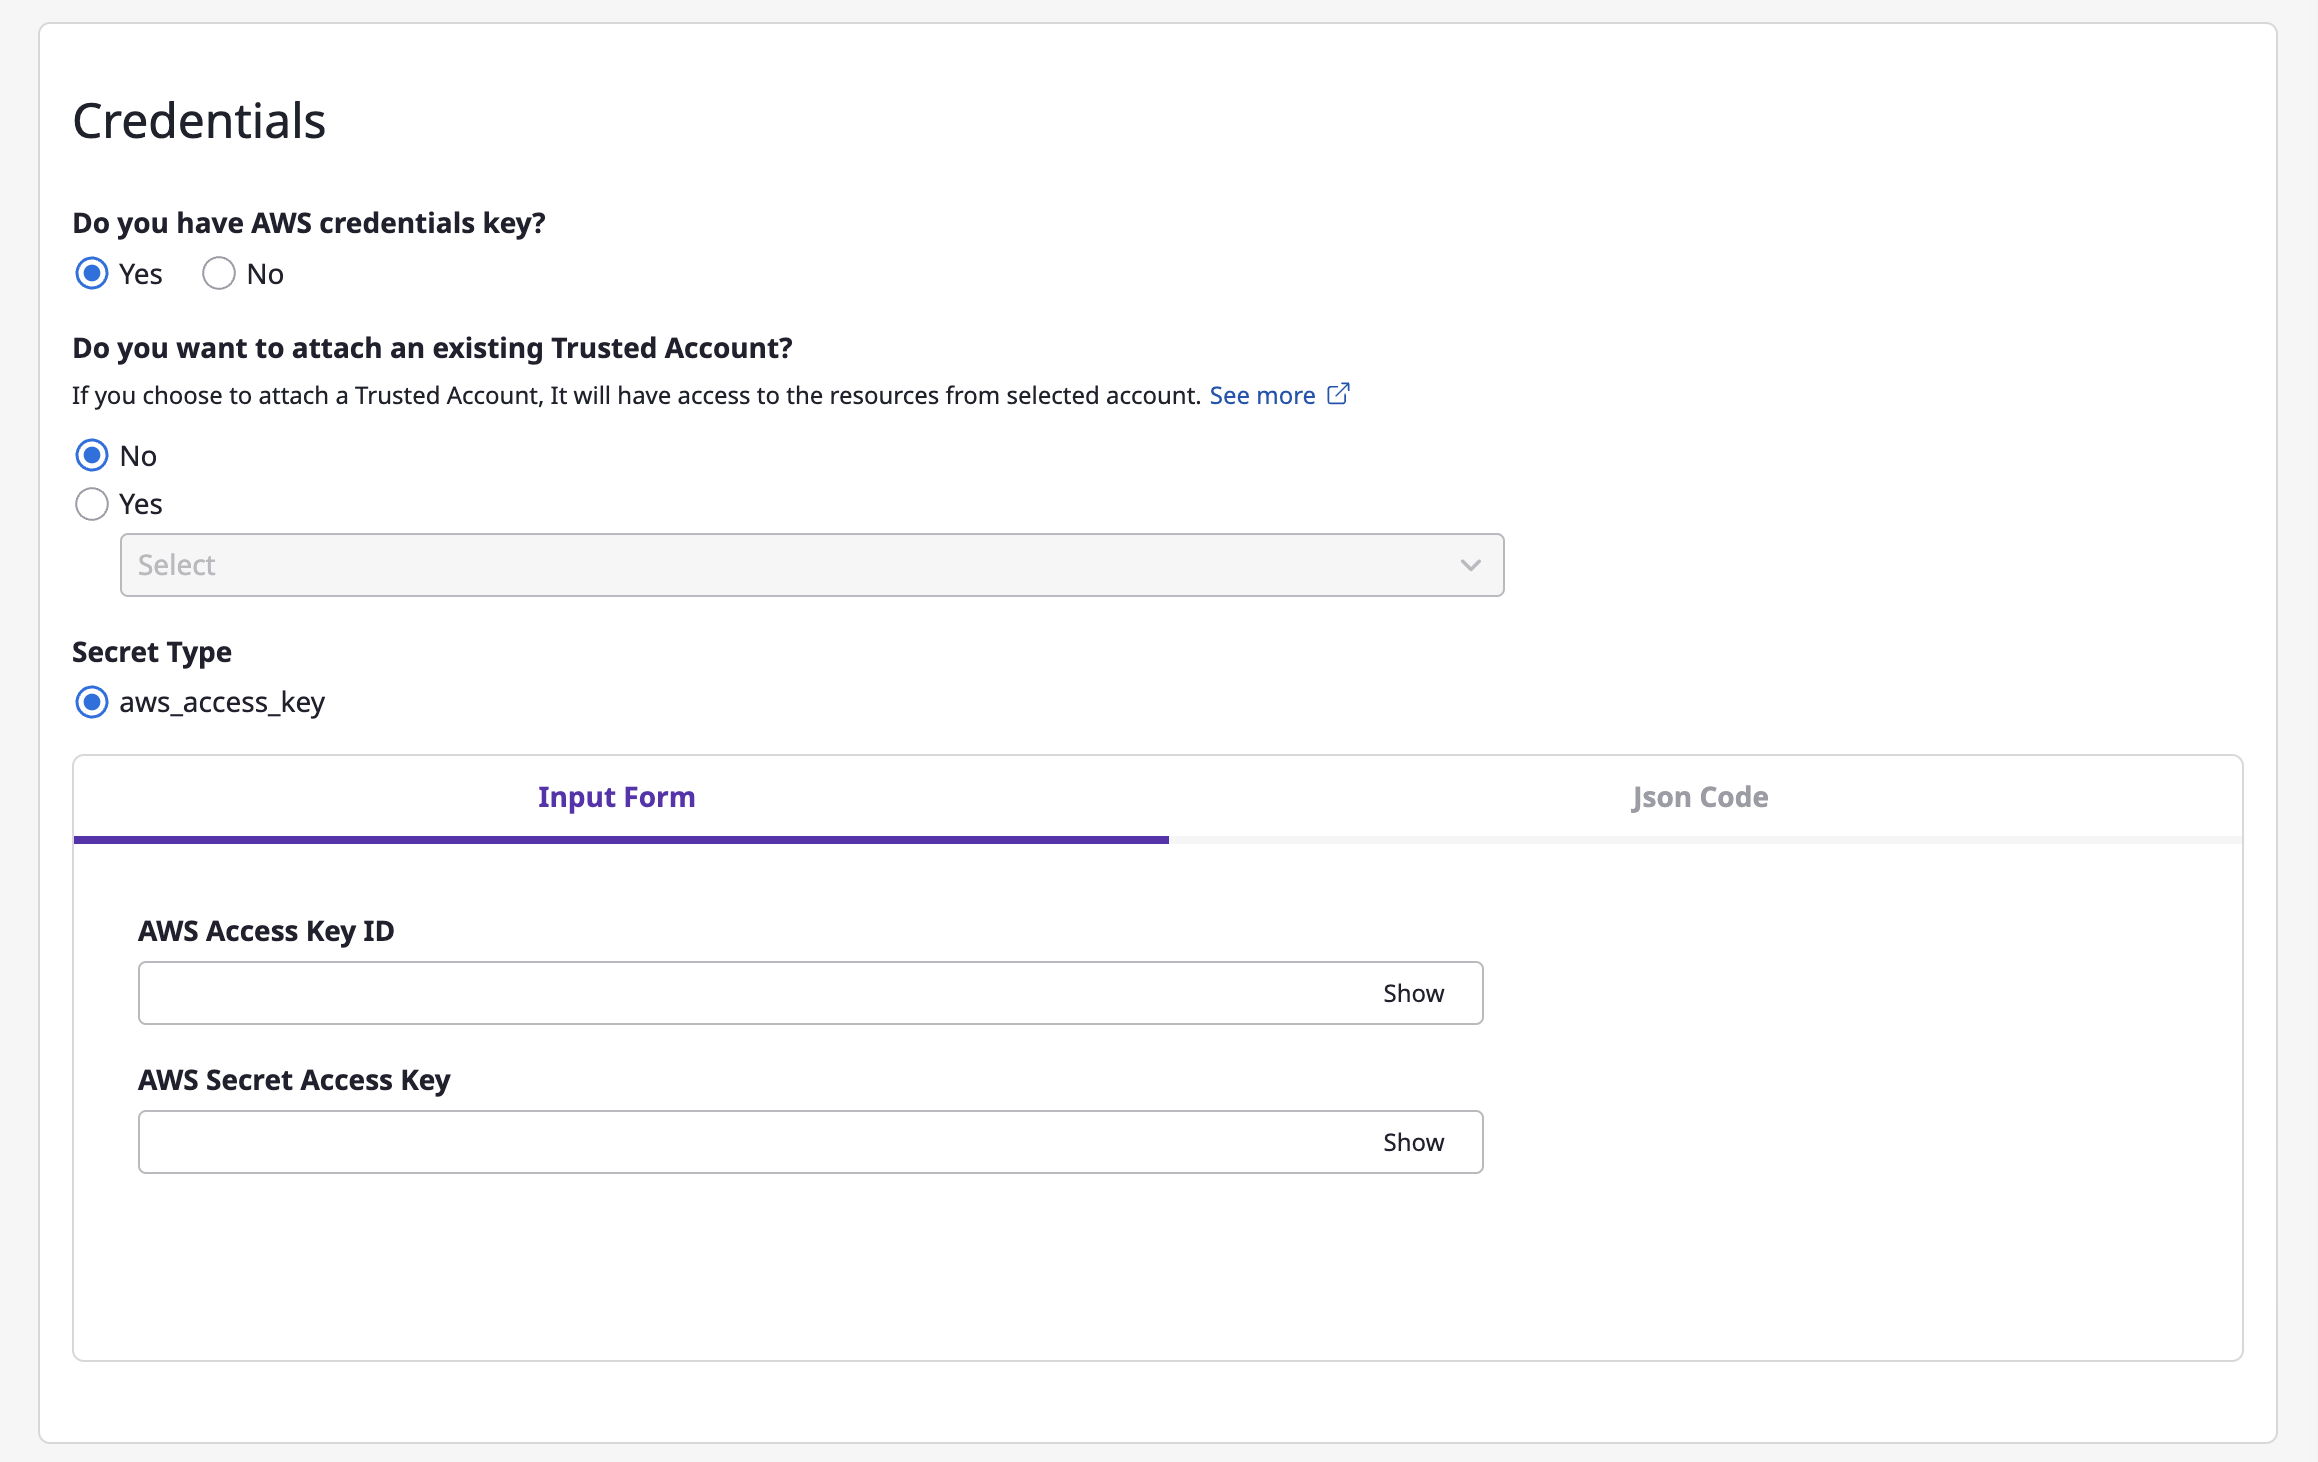 Credentials
Do you have AWS credentials key?
Yes No
Do you want to attach an existing Trusted Account?
If you choose to attach a Trusted Account, It will have access to the resources from selected account. See more
No
Yes
Select
Secret Type
aws_access_key
Input Form Json Code
AWS Access Key ID
Show
AWS Secret Access Key
Show